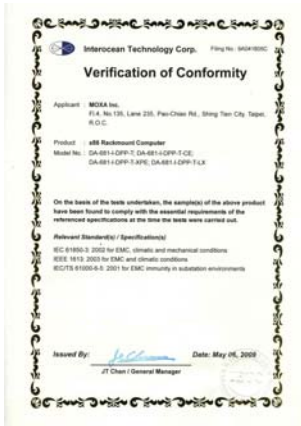 Interocean Technology Corp.
Verification of Conformity
Applicant : MOXA Inc.
Fl.4, No.135, Lane 235, Pao-Chiao Rd., Shing Tien City, Taipei,
R.O.C.
Product : x86 Rackmount Computer
Model No. : DA-681-I-DPP-T; DA-681-I-DPP-T-CE;
DA-681-I-DPP-T-XPE; DA-681-I-DPP-T-LX
On the basis of the tests undertaken, the sample(s) of the above product
have been found to comply with the essential requirements of the
referenced specifications at the time the tests were carried out.
Relevant Standard(s) / Specification(s)
IEC 61850-3: 2002 for EMC, climatic and mechanical conditions
IEEE 1613: 2003 for EMC and climatic conditions
IEC/TS 61000-6-5: 2001 for EMC immunity in substation environments
Issued By:
Date: May 06, 2009
JT Chen / General Manager